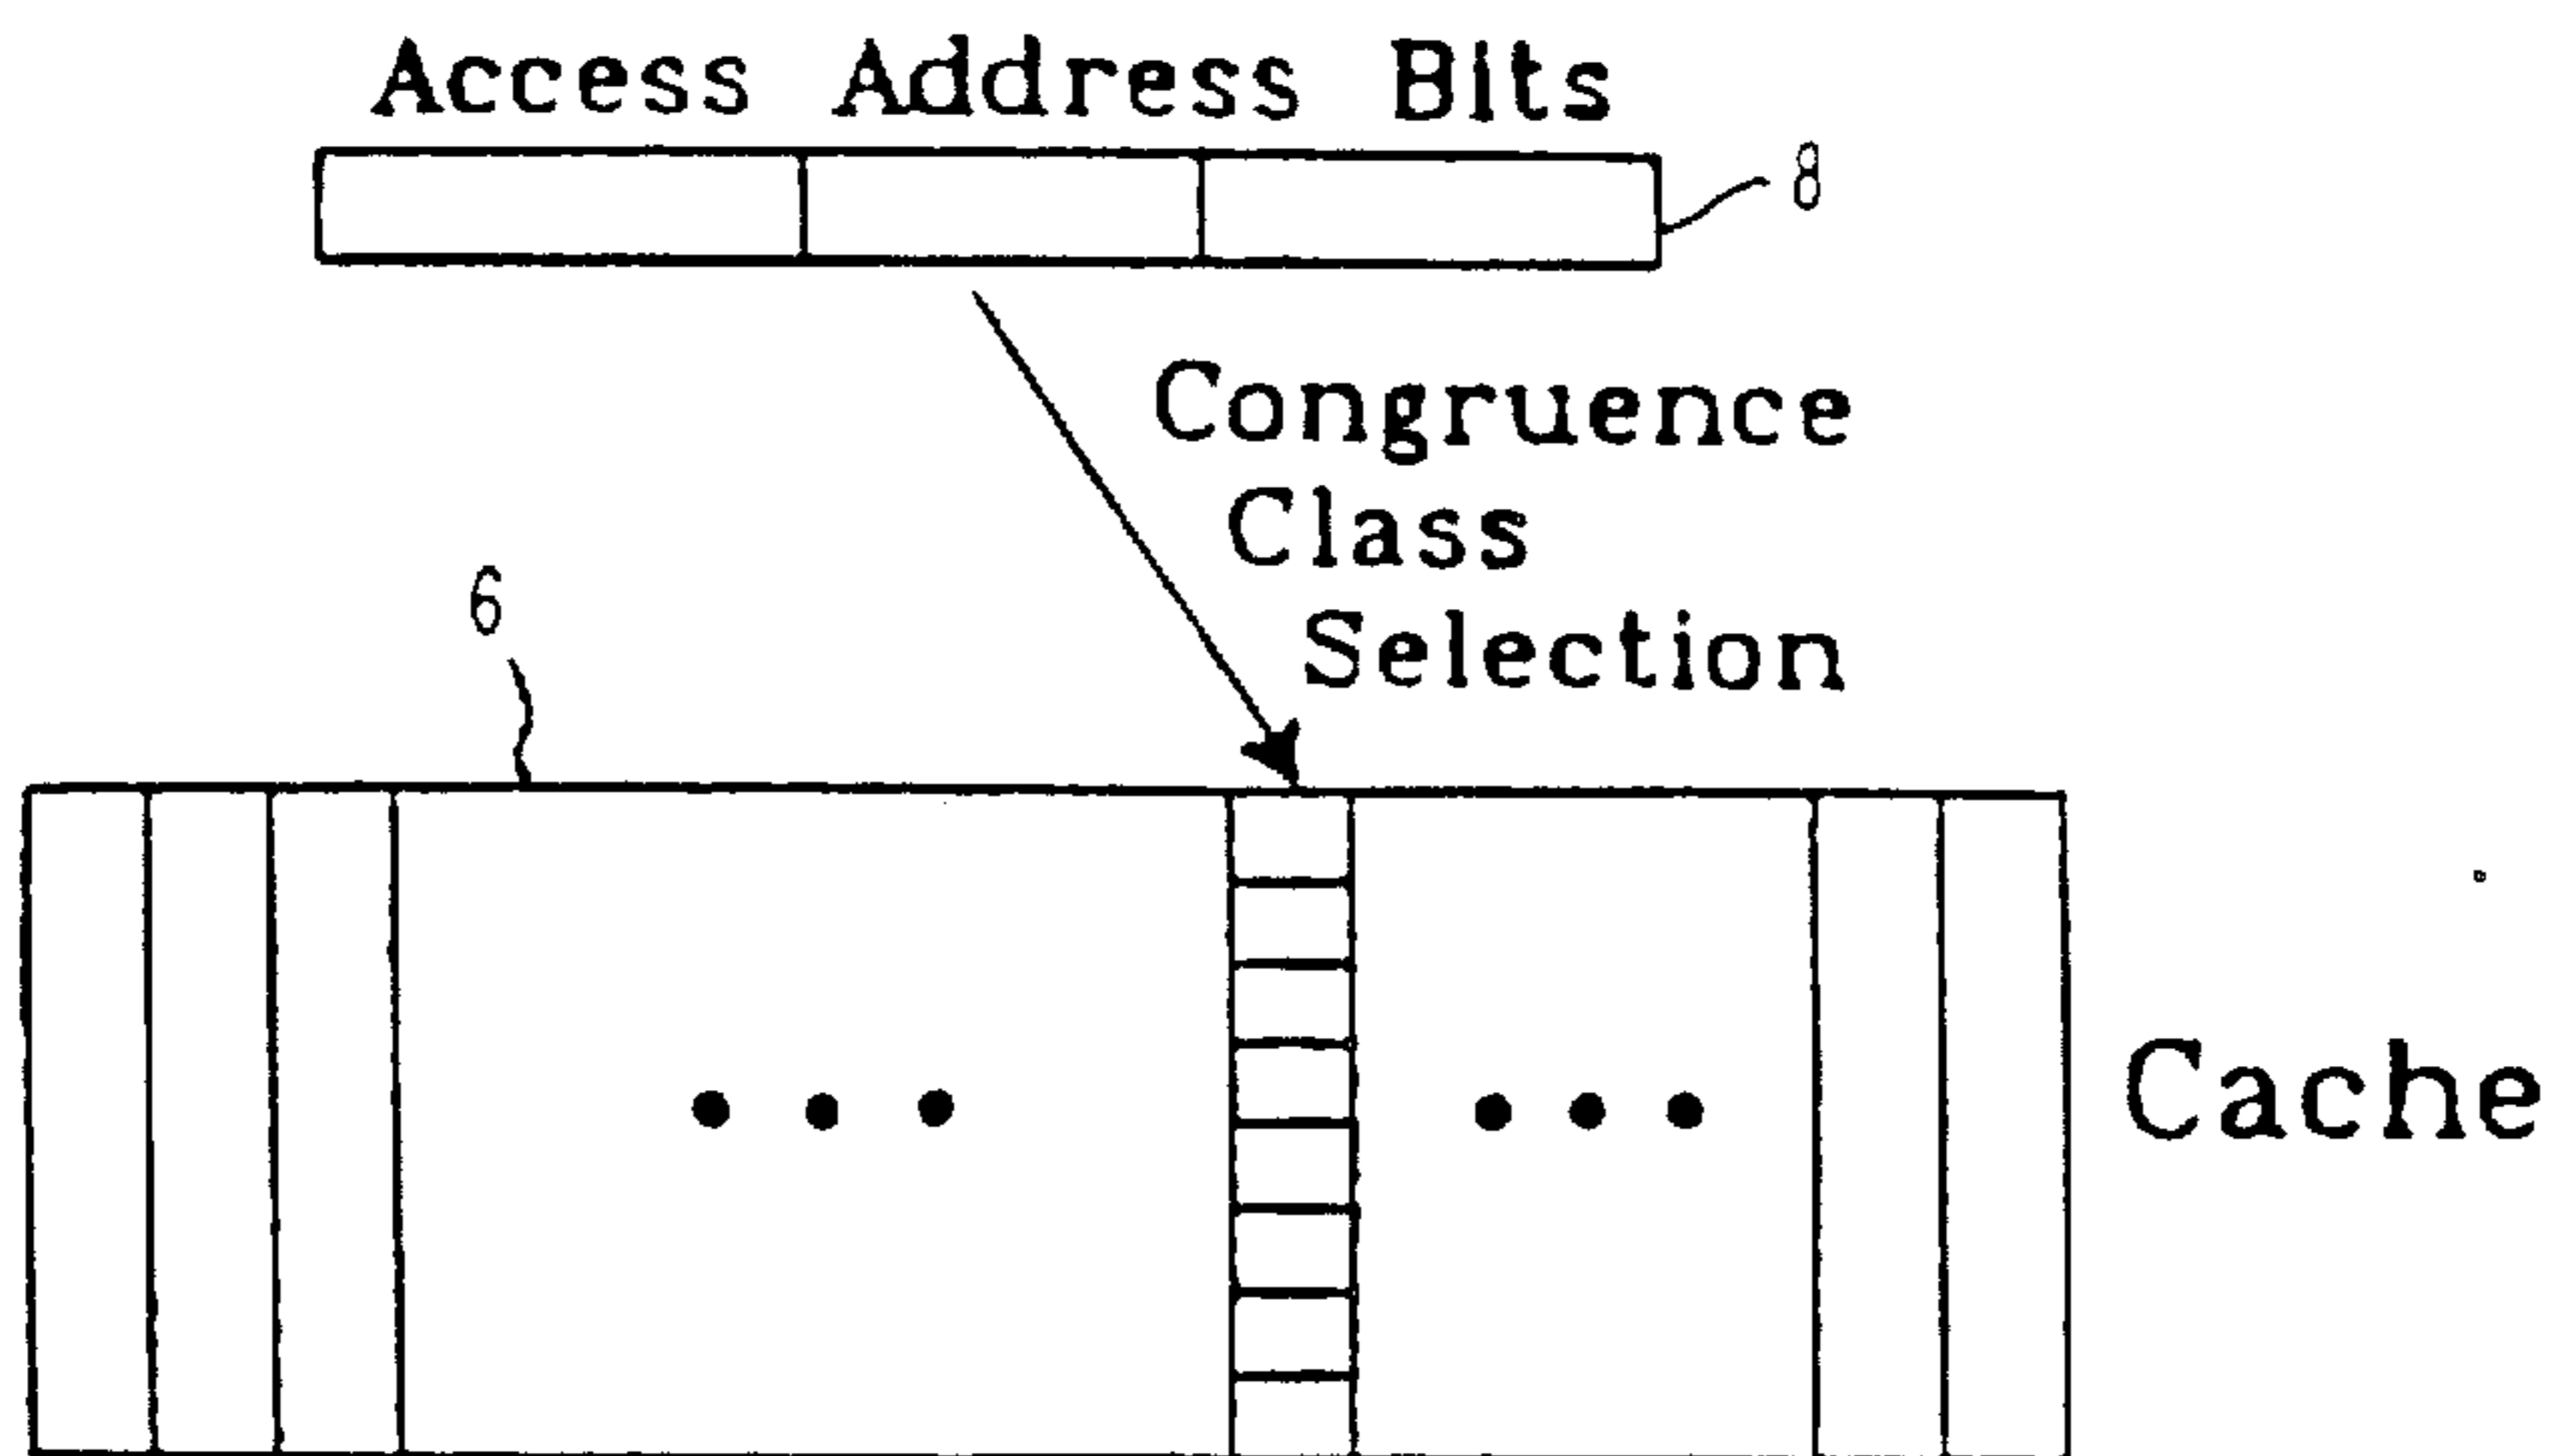 Access Address Bits
8
Congruence
Class
Selection
6
Cache